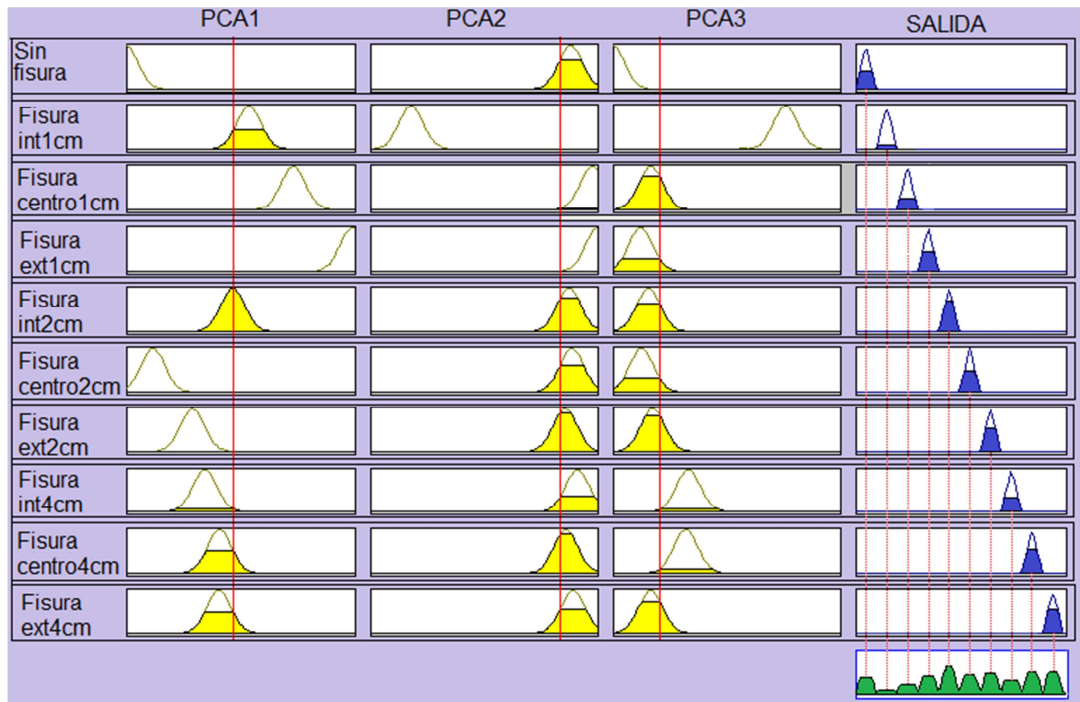 PCA1
PCA2
PCA3
SALIDA
Sin
fisura
Fisura
int1cm
Fisura
centro1cm
Fisura
ext1cm
Fisura
int2cm
Fisura
centro2cm
Fisura
ext2cm
Fisura
int4cm
Fisura
centro4cm
Fisura
ext4cm